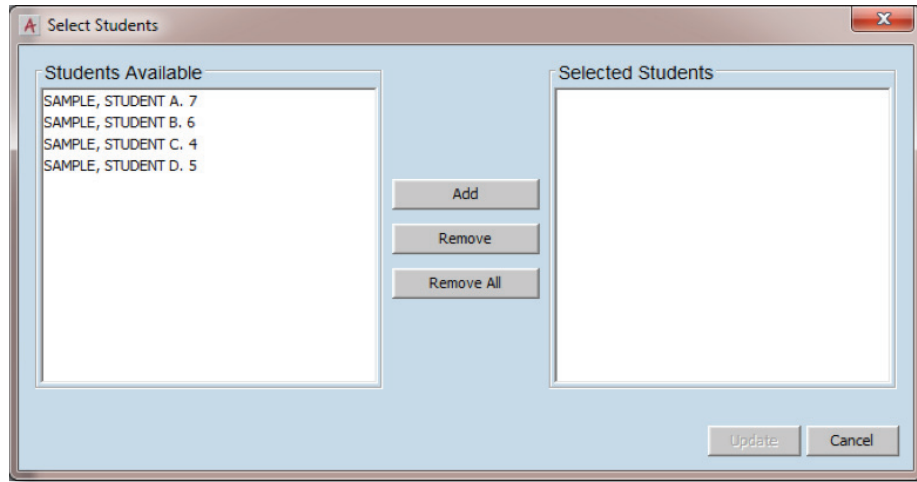 Select Students
Students Available
SAMPLE, STUDENT A. 7
SAMPLE, STUDENT B. 6
SAMPLE, STUDENT C. 4
SAMPLE, STUDENT D. 5
Add
Remove
Remove All
Selected Students
Update
Cancel